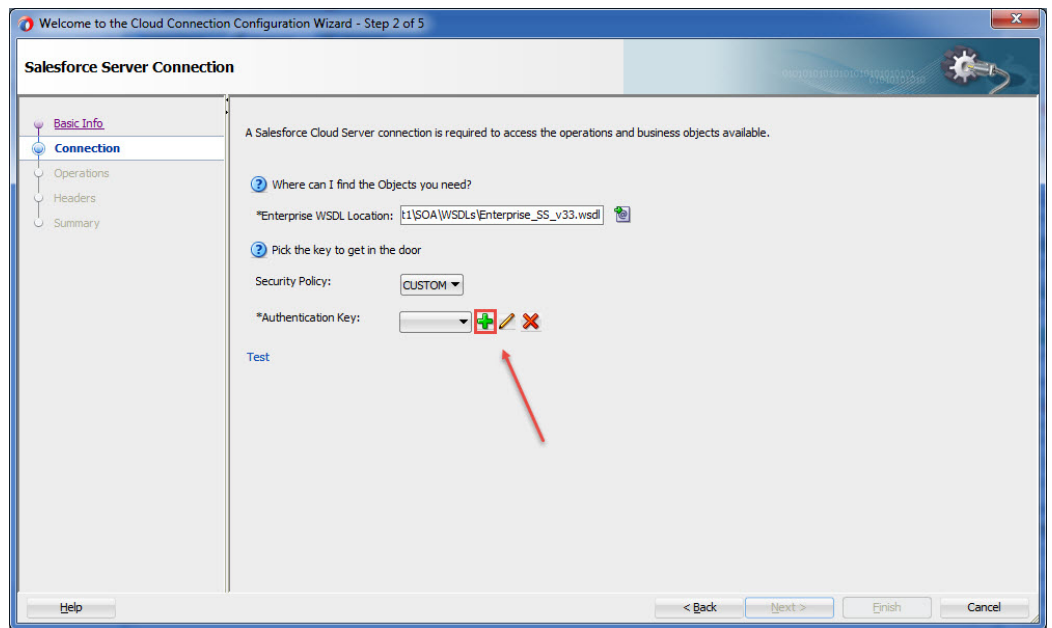 Welcome to the Cloud Connection Configuration Wizard - Step 2 of 5
Salesforce Server Connection
Basic Info
Connection
Operations
Headers
Summary
A Salesforce Cloud Server connection is required to access the operations and business objects available.
Where can I find the Objects you need?
*Enterprise WSDL Location: t1\SOA\WSDLs\Enterprise_SS_v33.wsdl
Pick the key to get in the door
Security Policy: CUSTOM
*Authentication Key:
Test
Help
< Back Next > Finish Cancel